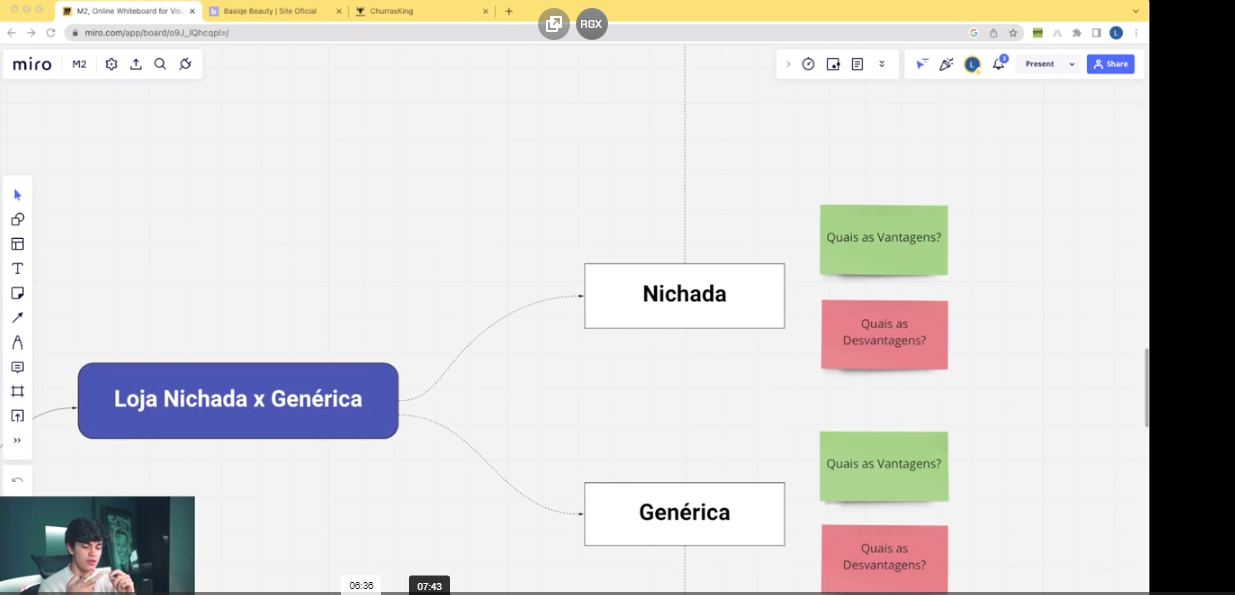 M2, Online Whiteboard for Vis
Basiqe Beauty | Site Oficial
ChurrasKing
RGX
miro.com/app/board/o9J_lQhcqpI=/
miro
M2
L
3
Present
Share
Quais as Vantagens?
Nichada
Quais as
Desvantagens?
Loja Nichada x Genérica
Quais as Vantagens?
Genérica
Quais as
Desvantagens?
06:36
07:43